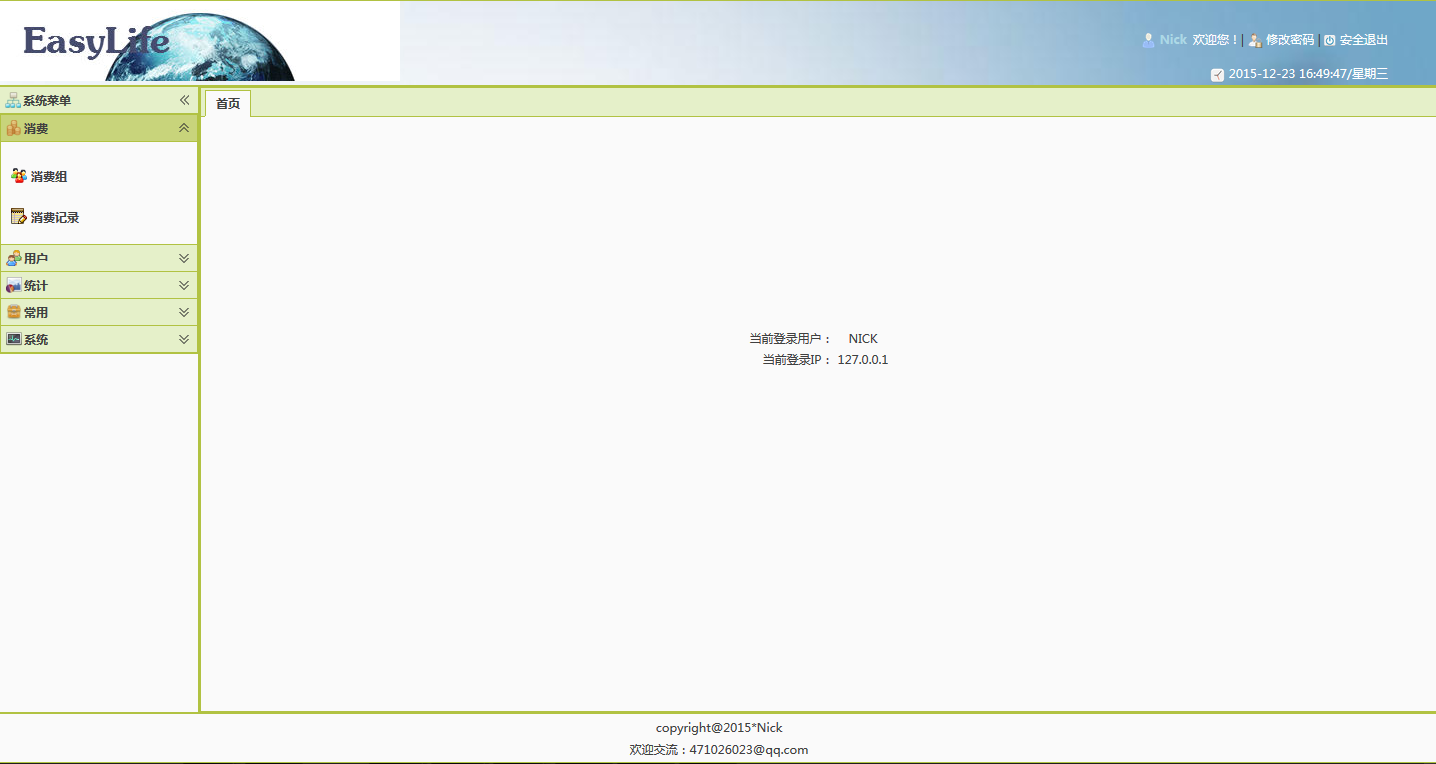 EasyLife
Nick 欢迎您！| 修改密码 | 安全退出
2015-12-23 16:49:47/星期三
系统菜单
首页
消费
消费组
消费记录
用户
统计
常用
系统
当前登录用户： NICK
当前登录IP： 127.0.0.1
copyright@2015*Nick
欢迎交流：471026023@qq.com